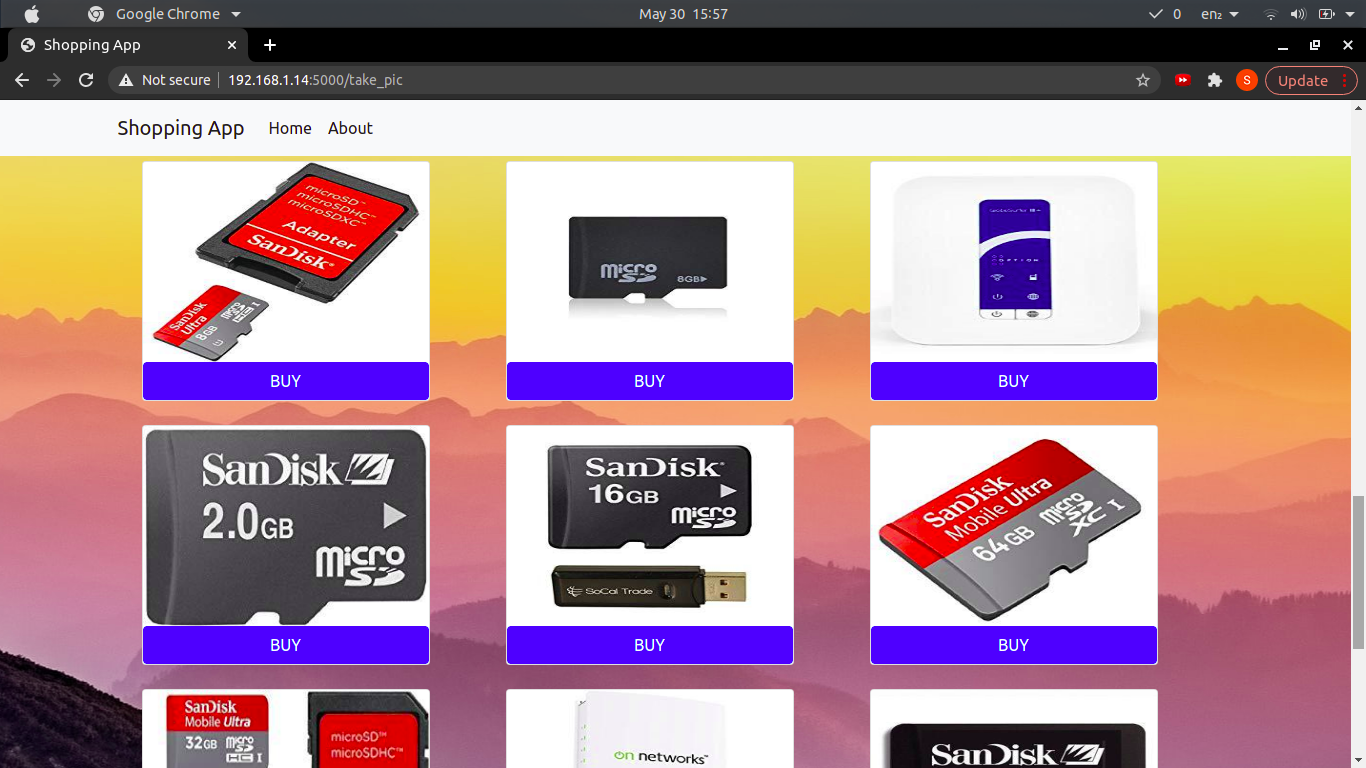 Google Chrome
May 30 15:57
0
en₂
Shopping App
Not secure
192.168.1.14:5000/take_pic
S
Update
Shopping App
Home
About
microSD™
microSDHC™
microSDXC™
Adapter
SanDisk®
SanDisk
Ultra
8GB
micro
SD
HC I
micro
SD
8GB
OPTION
BUY
BUY
BUY
SanDisk
2.0GB
micro
SD
SanDisk®
16GB
micro
SD
SoCal Trade
SanDisk
Mobile Ultra
64GB
micro
SD
XC I
BUY
BUY
BUY
SanDisk
Mobile Ultra
32GB
micro
SD
HC I
microSD™
microSDHC™
on networks™
SanDisk